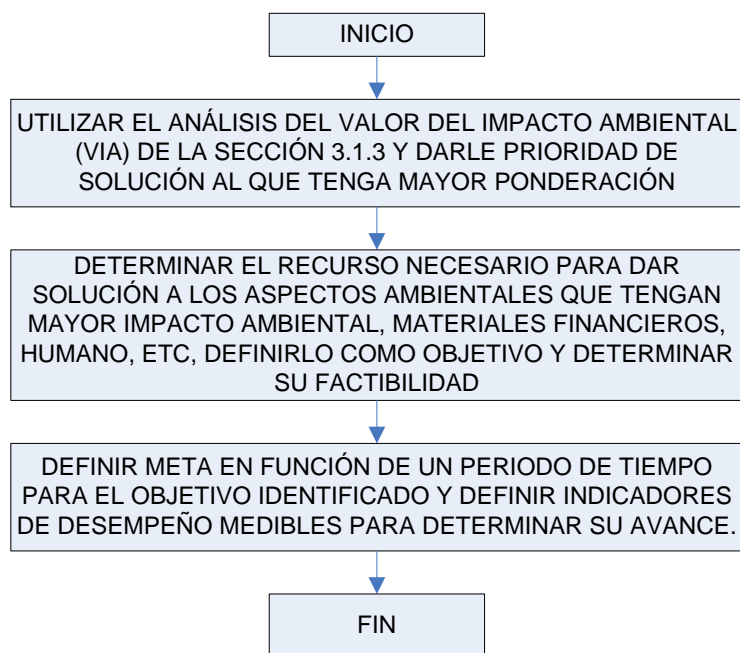 INICIO
UTILIZAR EL ANÁLISIS DEL VALOR DEL IMPACTO AMBIENTAL
(VIA) DE LA SECCIÓN 3.1.3 Y DARLE PRIORIDAD DE
SOLUCIÓN AL QUE TENGA MAYOR PONDERACIÓN
DETERMINAR EL RECURSO NECESARIO PARA DAR
SOLUCIÓN A LOS ASPECTOS AMBIENTALES QUE TENGAN
MAYOR IMPACTO AMBIENTAL, MATERIALES FINANCIEROS,
HUMANO, ETC, DEFINIRLO COMO OBJETIVO Y DETERMINAR
SU FACTIBILIDAD
DEFINIR META EN FUNCIÓN DE UN PERIODO DE TIEMPO
PARA EL OBJETIVO IDENTIFICADO Y DEFINIR INDICADORES
DE DESEMPEÑO MEDIBLES PARA DETERMINAR SU AVANCE.
FIN